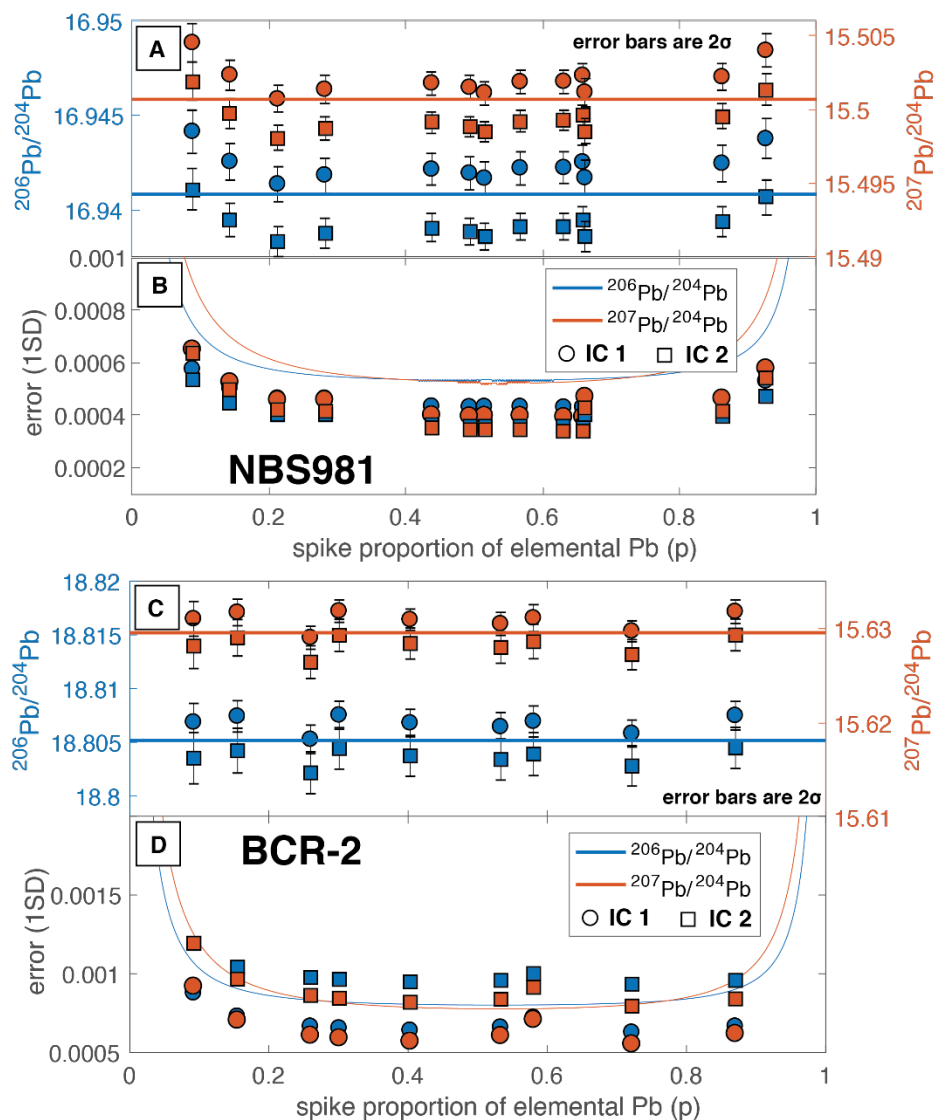 A
error bars are 2σ
16.95
16.945
16.94
²⁰⁶Pb/²⁰⁴Pb
15.505
15.5
15.495
15.49
²⁰⁷Pb/²⁰⁴Pb
B
0.001
0.0008
0.0006
0.0004
0.0002
error (1SD)
²⁰⁶Pb/²⁰⁴Pb
²⁰⁷Pb/²⁰⁴Pb
IC 1 IC 2
NBS981
0 0.2 0.4 0.6 0.8 1
spike proportion of elemental Pb (p)
C
18.82
18.815
18.81
18.805
18.8
²⁰⁶Pb/²⁰⁴Pb
15.63
15.62
15.61
²⁰⁷Pb/²⁰⁴Pb
error bars are 2σ
D
BCR-2
0.0015
0.001
0.0005
error (1SD)
²⁰⁶Pb/²⁰⁴Pb
²⁰⁷Pb/²⁰⁴Pb
IC 1 IC 2
0 0.2 0.4 0.6 0.8 1
spike proportion of elemental Pb (p)